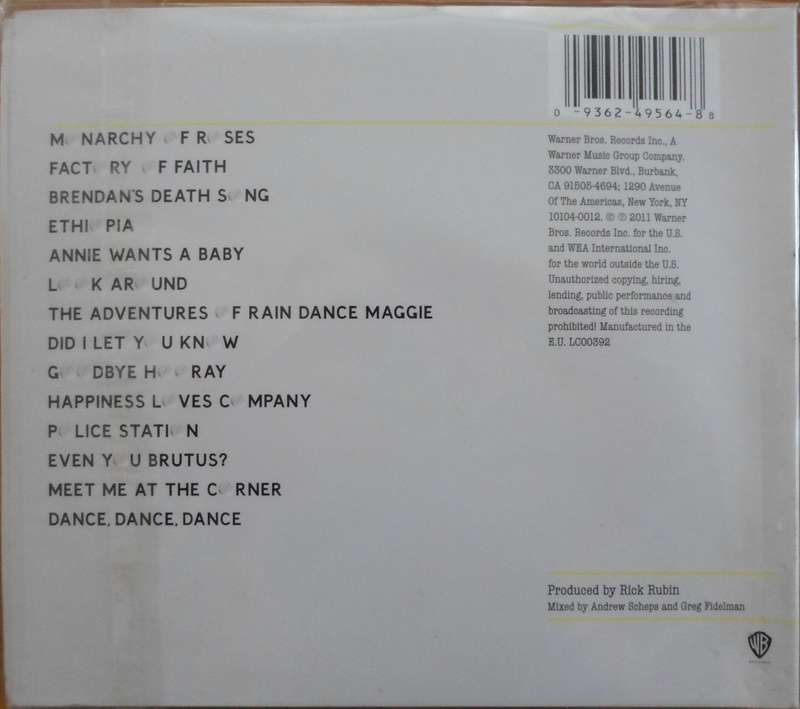 0 -9362-49564-8 8
MONARCHY OF ROSES
FACTORY OF FAITH
BRENDAN'S DEATH SONG
ETHIOPIA
ANNIE WANTS A BABY
LOOK AROUND
THE ADVENTURES OF RAIN DANCE MAGGIE
DID I LET YOU KNOW
GOODBYE HOORAY
HAPPINESS LOVES COMPANY
POLICE STATION
EVEN YOU BRUTUS?
MEET ME AT THE CORNER
DANCE, DANCE, DANCE
Warner Bros. Records Inc., A
Warner Music Group Company.
3300 Warner Blvd., Burbank,
CA 91505-4694; 1290 Avenue
Of The Americas, New York, NY
10104-0012. © ℗ 2011 Warner
Bros. Records Inc. for the U.S.
and WEA International Inc.
for the world outside the U.S.
Unauthorized copying, hiring,
lending, public performance and
broadcasting of this recording
prohibited! Manufactured in the
E.U. LC00392
Produced by Rick Rubin
Mixed by Andrew Scheps and Greg Fidelman
WB